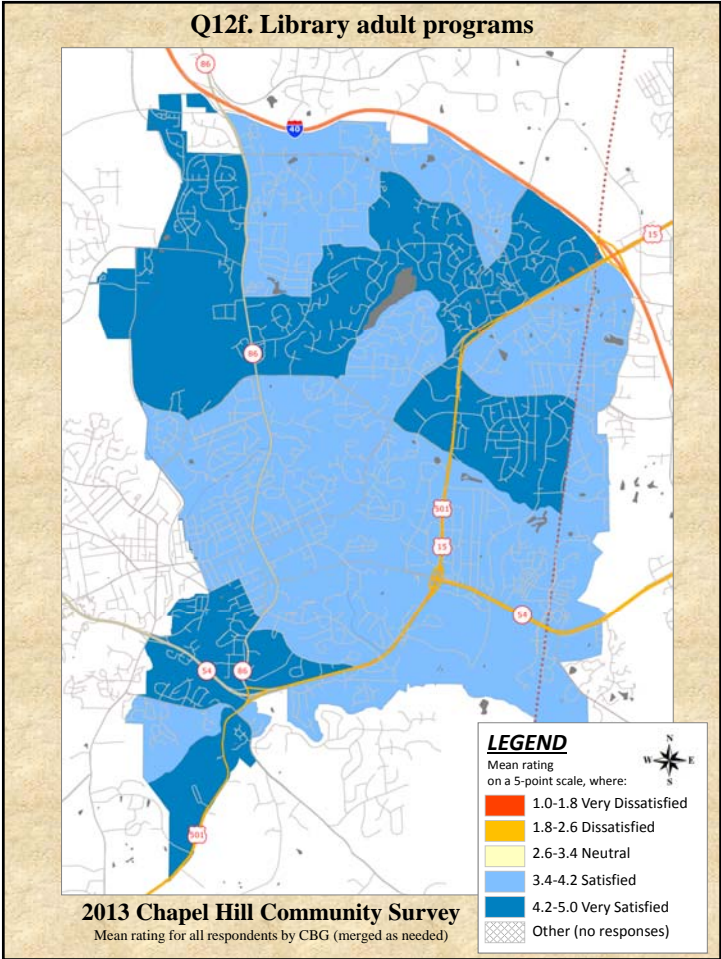 Q12f. Library adult programs
86
40
15
86
501
15
54
54
86
501
LEGEND
Mean rating
on a 5-point scale, where:
N
W E
S
1.0-1.8 Very Dissatisfied
1.8-2.6 Dissatisfied
2.6-3.4 Neutral
3.4-4.2 Satisfied
4.2-5.0 Very Satisfied
Other (no responses)
2013 Chapel Hill Community Survey
Mean rating for all respondents by CBG (merged as needed)